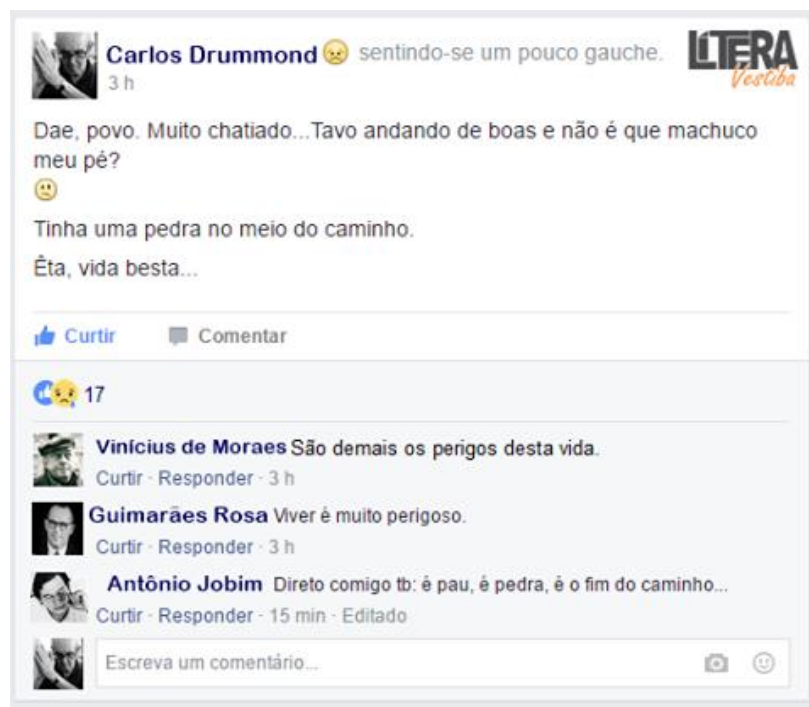 Carlos Drummond sentindo-se um pouco gauche.
LITERA
Vestiba
3 h
Dae, povo. Muito chatiado...Tavo andando de boas e não é que machuco
meu pé?
Tinha uma pedra no meio do caminho.
Êta, vida besta...
Curtir Comentar
17
Vinícius de Moraes São demais os perigos desta vida.
Curtir · Responder · 3 h
Guimarães Rosa Viver é muito perigoso.
Curtir · Responder · 3 h
Antônio Jobim Direto comigo tb: é pau, é pedra, é o fim do caminho...
Curtir · Responder · 15 min · Editado
Escreva um comentário...